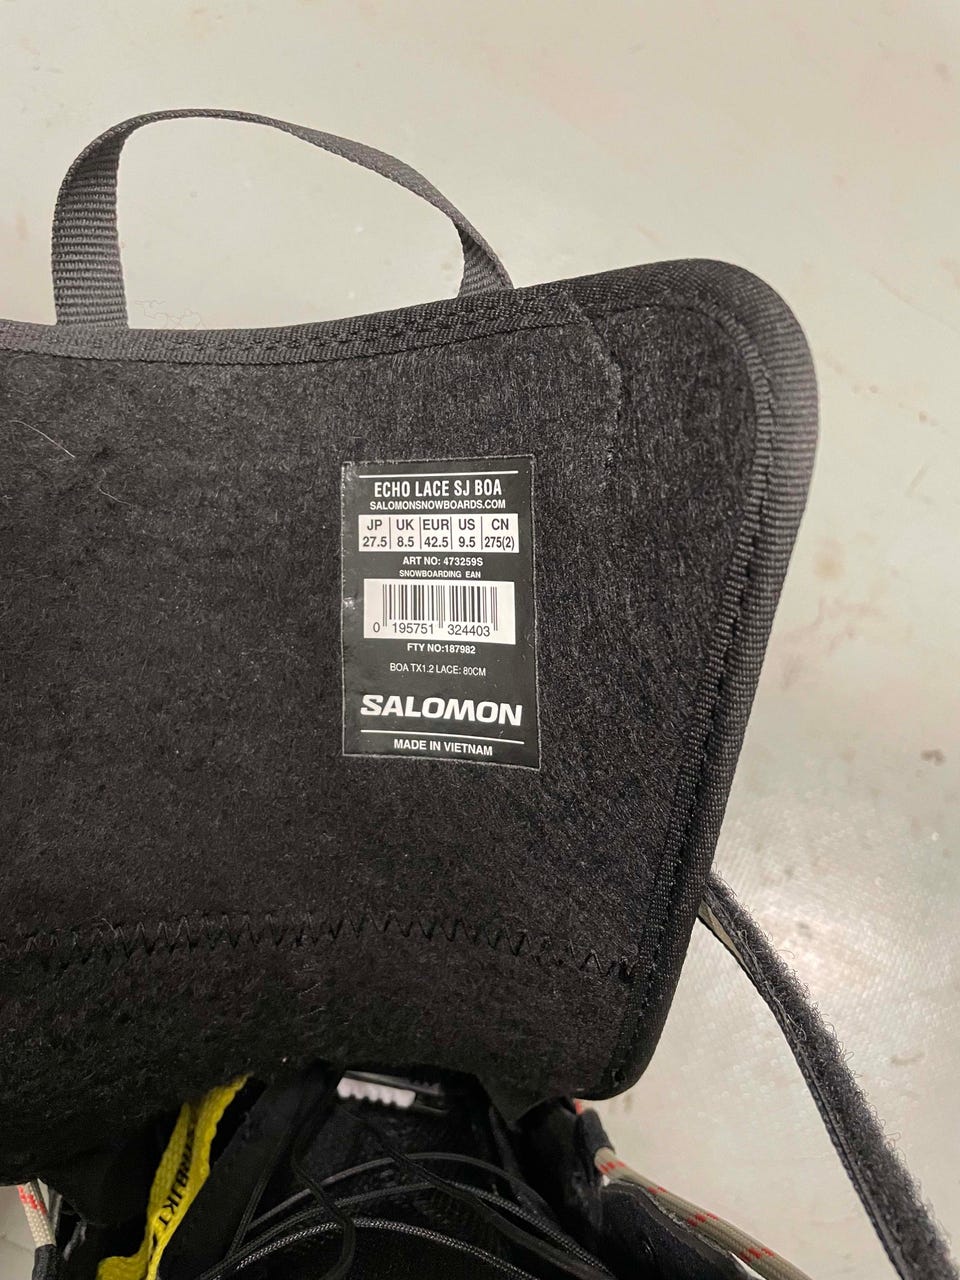 ECHO LACE SJ BOA
SALOMONSNOWBOARDS.COM
JP UK EUR US CN
27.5 8.5 42.5 9.5 275(2)
ART NO: 473259S
SNOWBOARDING EAN
0 195751 324403
FTY NO:187982
BOA TX1.2 LACE: 80CM
SALOMON
MADE IN VIETNAM